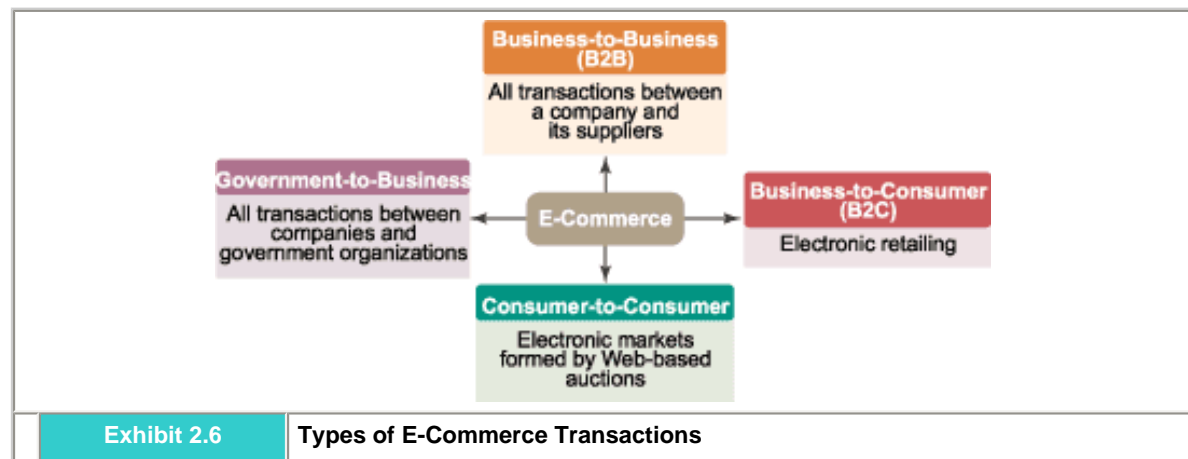 Business-to-Business
(B2B)
All transactions between
a company and
its suppliers
Government-to-Business
All transactions between
companies and
government organizations
E-Commerce
Business-to-Consumer
(B2C)
Electronic retailing
Consumer-to-Consumer
Electronic markets
formed by Web-based
auctions
Exhibit 2.6
Types of E-Commerce Transactions